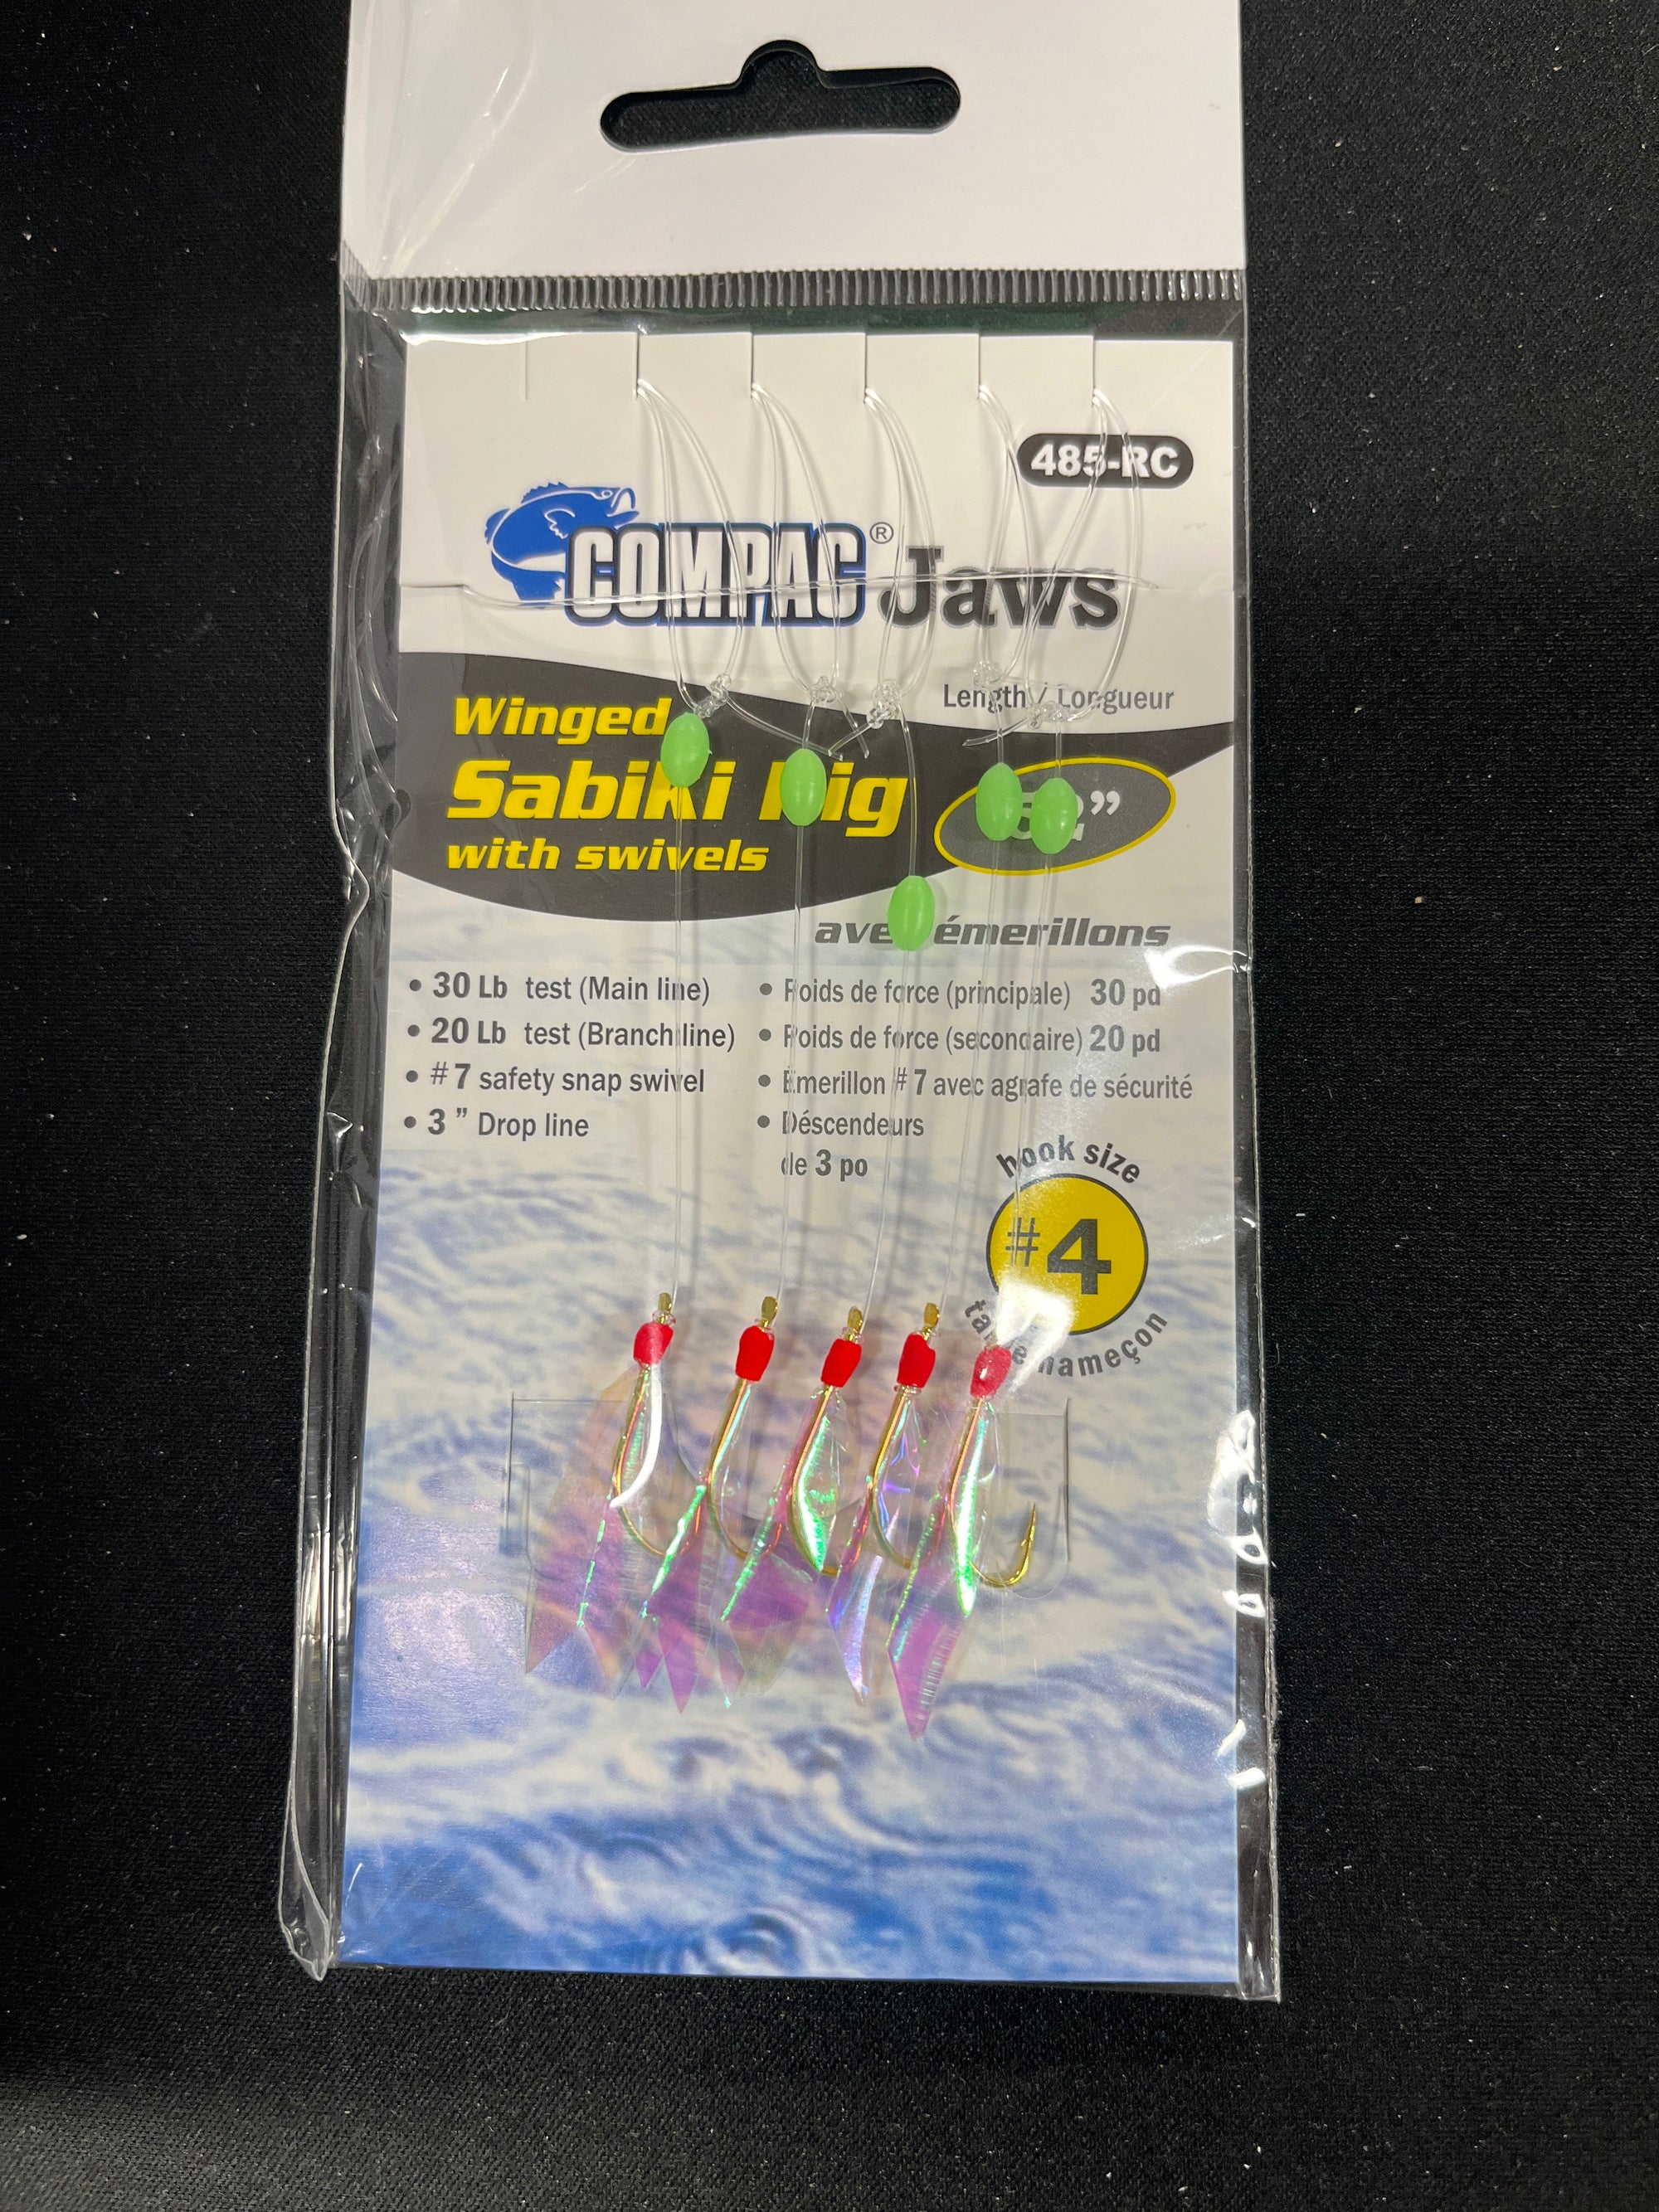 485-RC
COMPAC® Jaws
Length / Longueur
Winged
Sabiki Rig
with swivels
avec émerillons
• 30 Lb test (Main line)
• 20 Lb test (Branch line)
• #7 safety snap swivel
• 3" Drop line
• Poids de force (principale) 30 pd
• Poids de force (secondaire) 20 pd
• Émerillon #7 avec agrafe de sécurité
• Déscendeurs
de 3 po
hook size
#4
hameçon